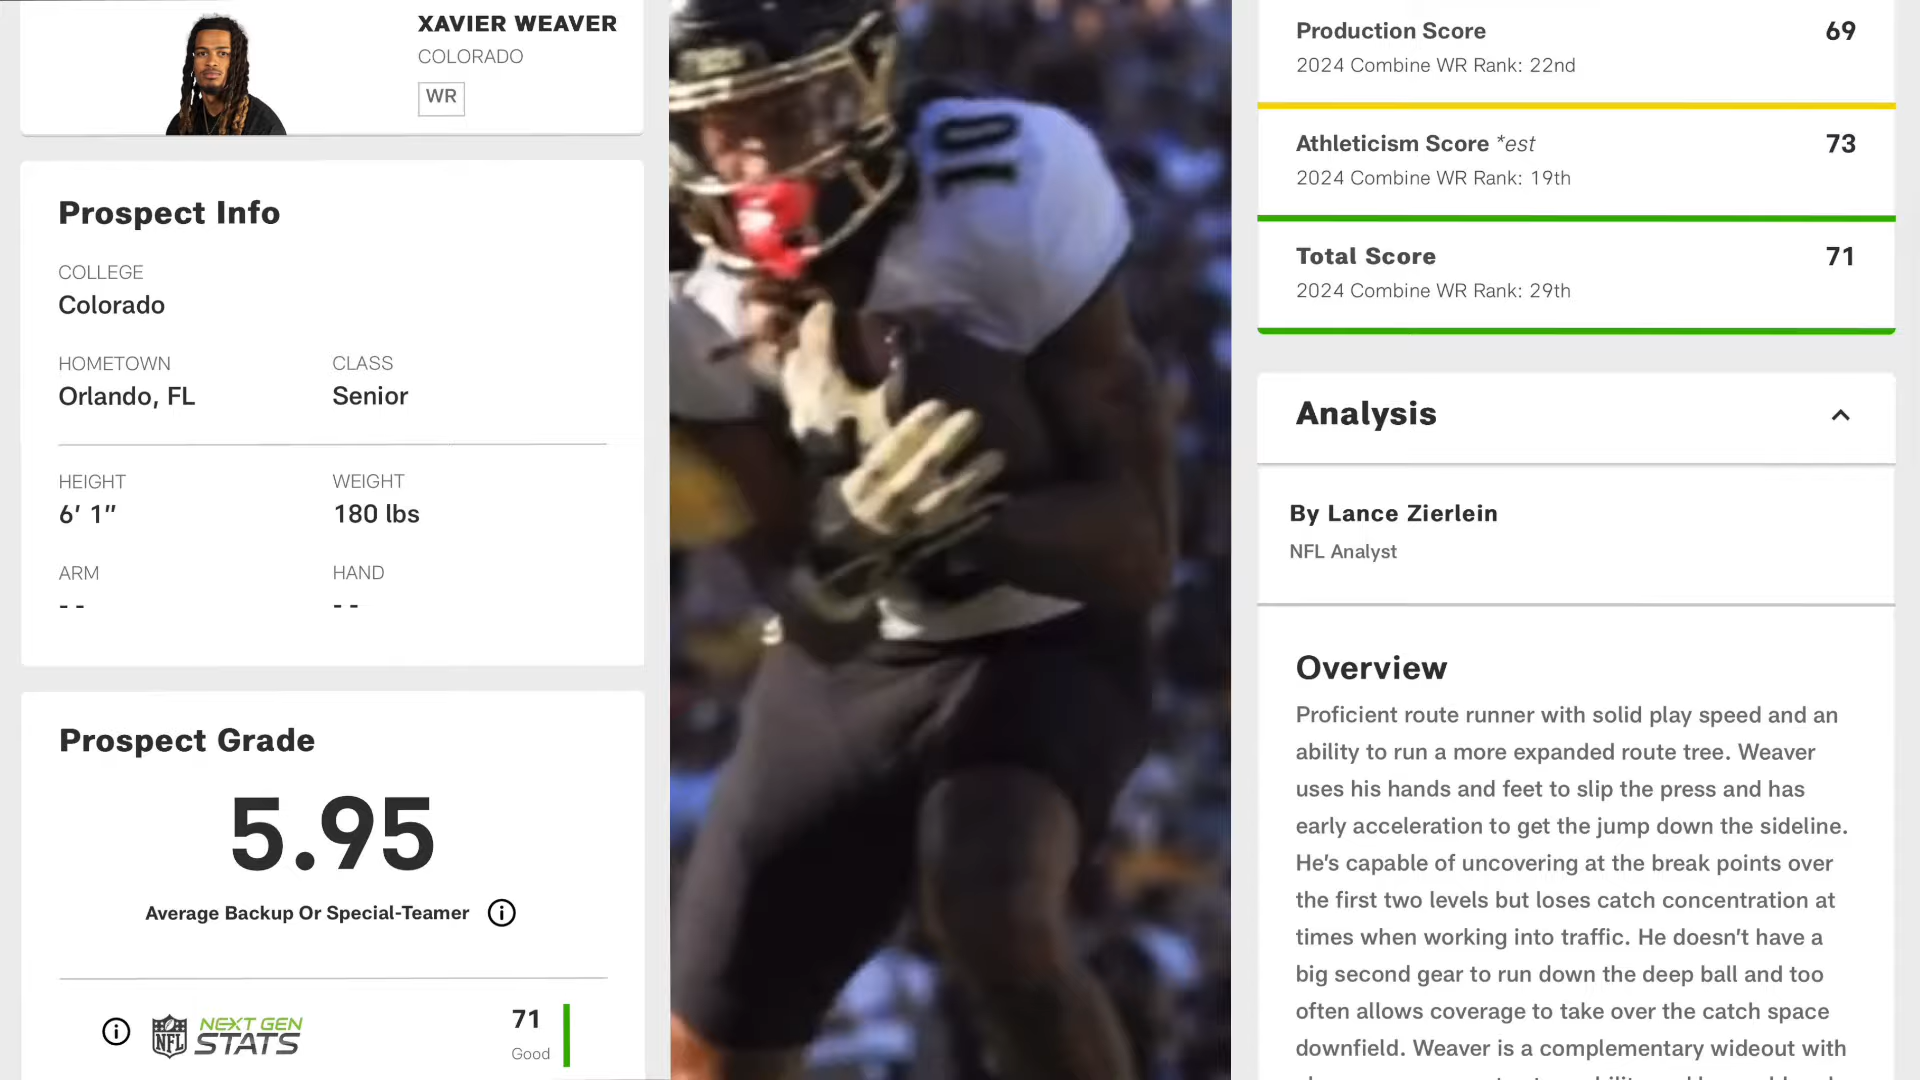 XAVIER WEAVER
COLORADO
WR
Prospect Info
COLLEGE
Colorado
HOMETOWN
Orlando, FL
CLASS
Senior
HEIGHT
6' 1"
WEIGHT
180 lbs
ARM
- -
HAND
- -
Prospect Grade
5.95
Average Backup Or Special-Teamer
NFL
NEXT GEN
STATS
71
Good
10
Production Score
69
2024 Combine WR Rank: 22nd
Athleticism Score *est
73
2024 Combine WR Rank: 19th
Total Score
71
2024 Combine WR Rank: 29th
Analysis
By Lance Zierlein
NFL Analyst
Overview
Proficient route runner with solid play speed and an
ability to run a more expanded route tree. Weaver
uses his hands and feet to slip the press and has
early acceleration to get the jump down the sideline.
He's capable of uncovering at the break points over
the first two levels but loses catch concentration at
times when working into traffic. He doesn't have a
big second gear to run down the deep ball and too
often allows coverage to take over the catch space
downfield. Weaver is a complementary wideout with